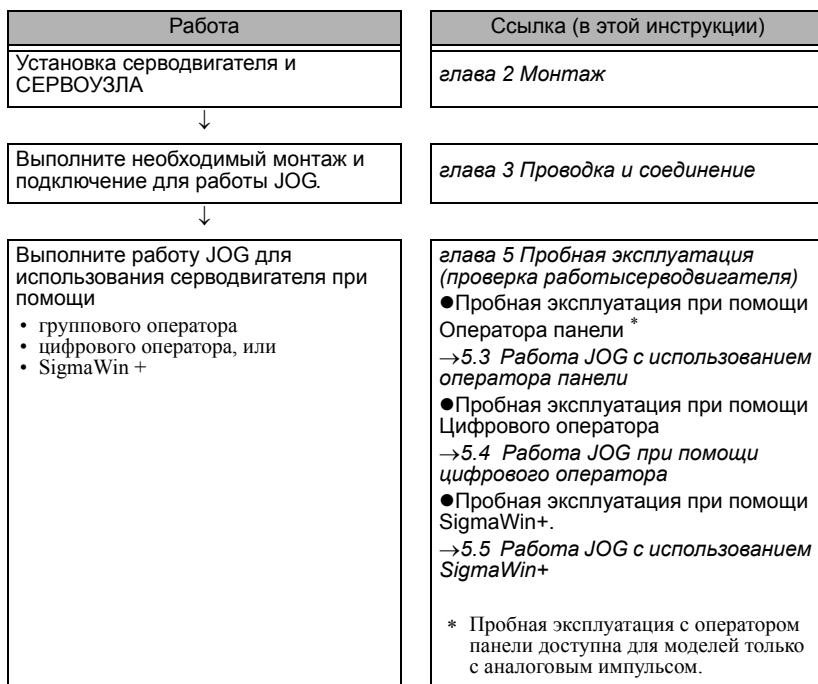 Работа
Ссылка (в этой инструкции)
Установка серводвигателя и
СЕРВОУЗЛА
глава 2 Монтаж
↓
Выполните необходимый монтаж и
подключение для работы JOG.
глава 3 Проводка и соединение
↓
Выполните работу JOG для
использования серводвигателя при
помощи
• группового оператора
• цифрового оператора, или
• SigmaWin +
глава 5 Пробная эксплуатация
(проверка работысерводвигателя)
●Пробная эксплуатация при помощи
Оператора панели *
→5.3 Работа JOG с использованием
оператора панели
●Пробная эксплуатация при помощи
Цифрового оператора
→5.4 Работа JOG при помощи
цифрового оператора
●Пробная эксплуатация при помощи
SigmaWin+.
→5.5 Работа JOG с использованием
SigmaWin+
* Пробная эксплуатация с оператором
панели доступна для моделей только
с аналоговым импульсом.